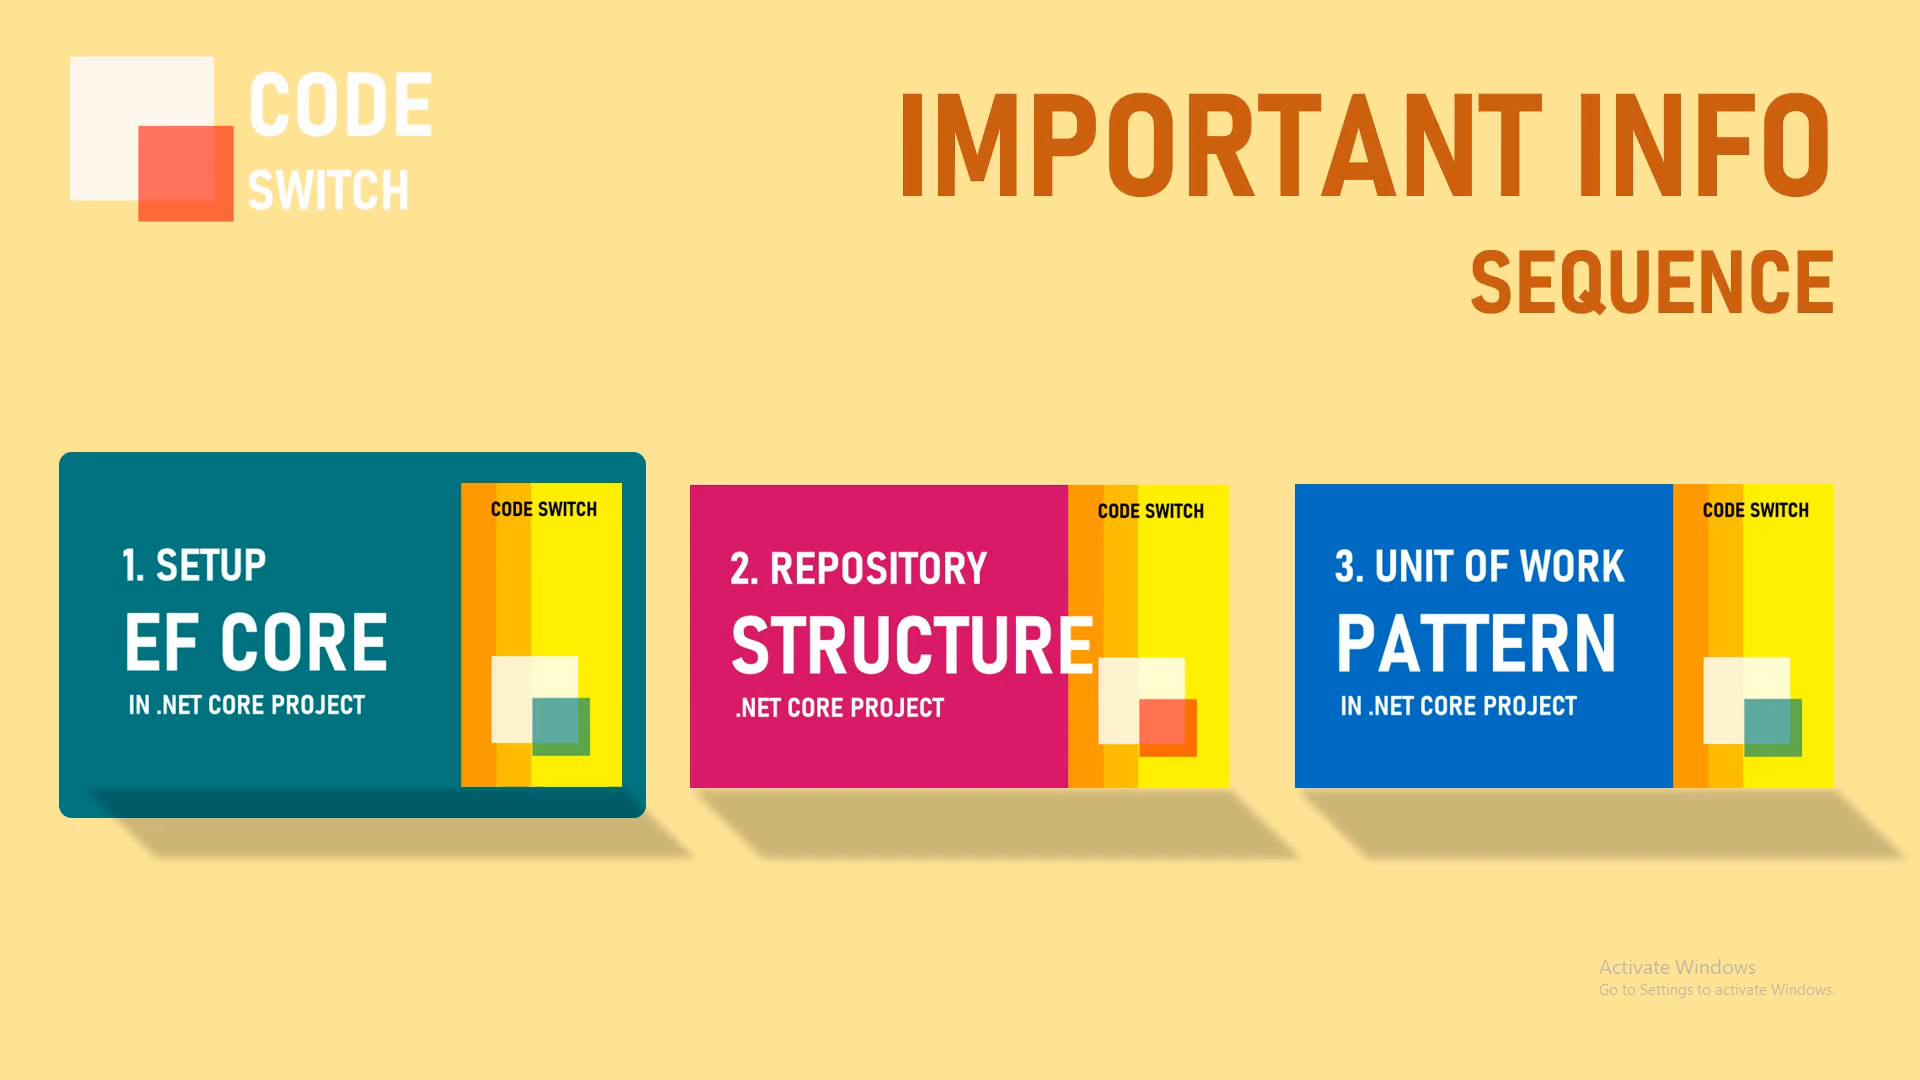 CODE
SWITCH
IMPORTANT INFO
SEQUENCE
CODE SWITCH
1. SETUP
EF CORE
IN .NET CORE PROJECT
CODE SWITCH
2. REPOSITORY
STRUCTURE
.NET CORE PROJECT
CODE SWITCH
3. UNIT OF WORK
PATTERN
IN .NET CORE PROJECT
Activate Windows
Go to Settings to activate Windows.